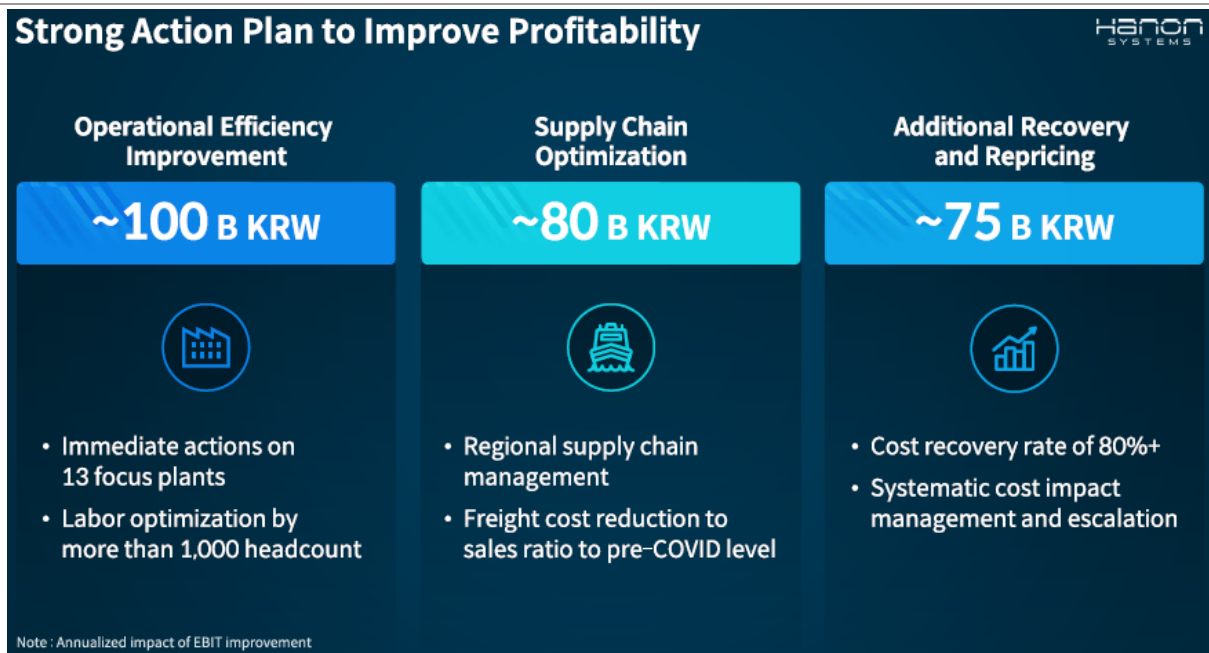 Strong Action Plan to Improve Profitability
Hanon
SYSTEMS
Operational Efficiency
Improvement
~100 B KRW
• Immediate actions on
13 focus plants
• Labor optimization by
more than 1,000 headcount
Supply Chain
Optimization
~80 B KRW
• Regional supply chain
management
• Freight cost reduction to
sales ratio to pre-COVID level
Additional Recovery
and Repricing
~75 B KRW
• Cost recovery rate of 80%+
• Systematic cost impact
management and escalation
Note : Annualized impact of EBIT improvement